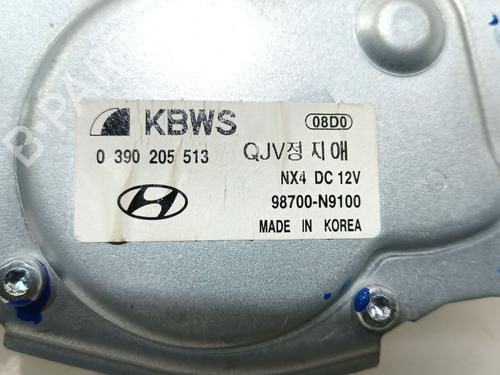 KBWS 08D0
0 390 205 513 QJV정 지애
NX4 DC 12V
98700-N9100
MADE IN KOREA